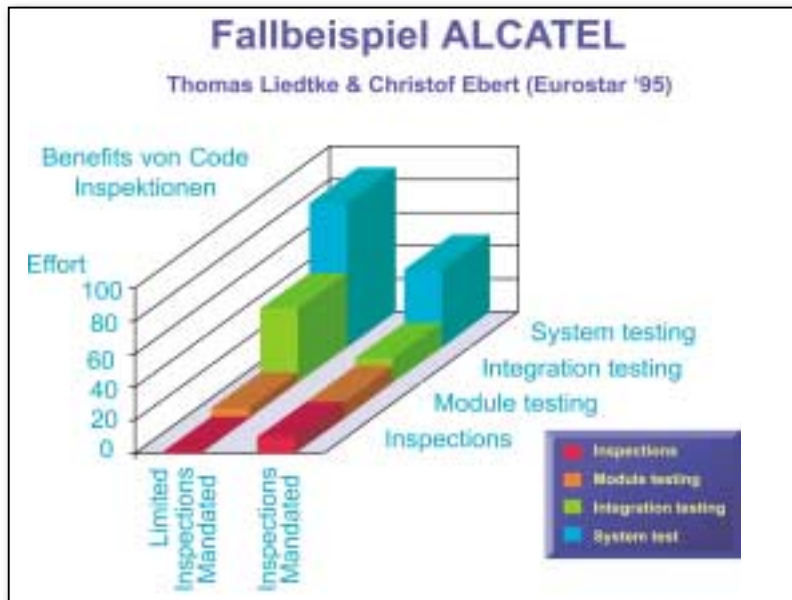 Fallbeispiel ALCATEL
Thomas Liedtke & Christof Ebert (Eurostar '95)
Benefits von Code
Inspektionen
Effort
100
80
60
40
20
0
System testing
Integration testing
Module testing
Inspections
Limited
Inspections
Mandated
Inspections
Mandated
Inspections
Module testing
Integration testing
System test